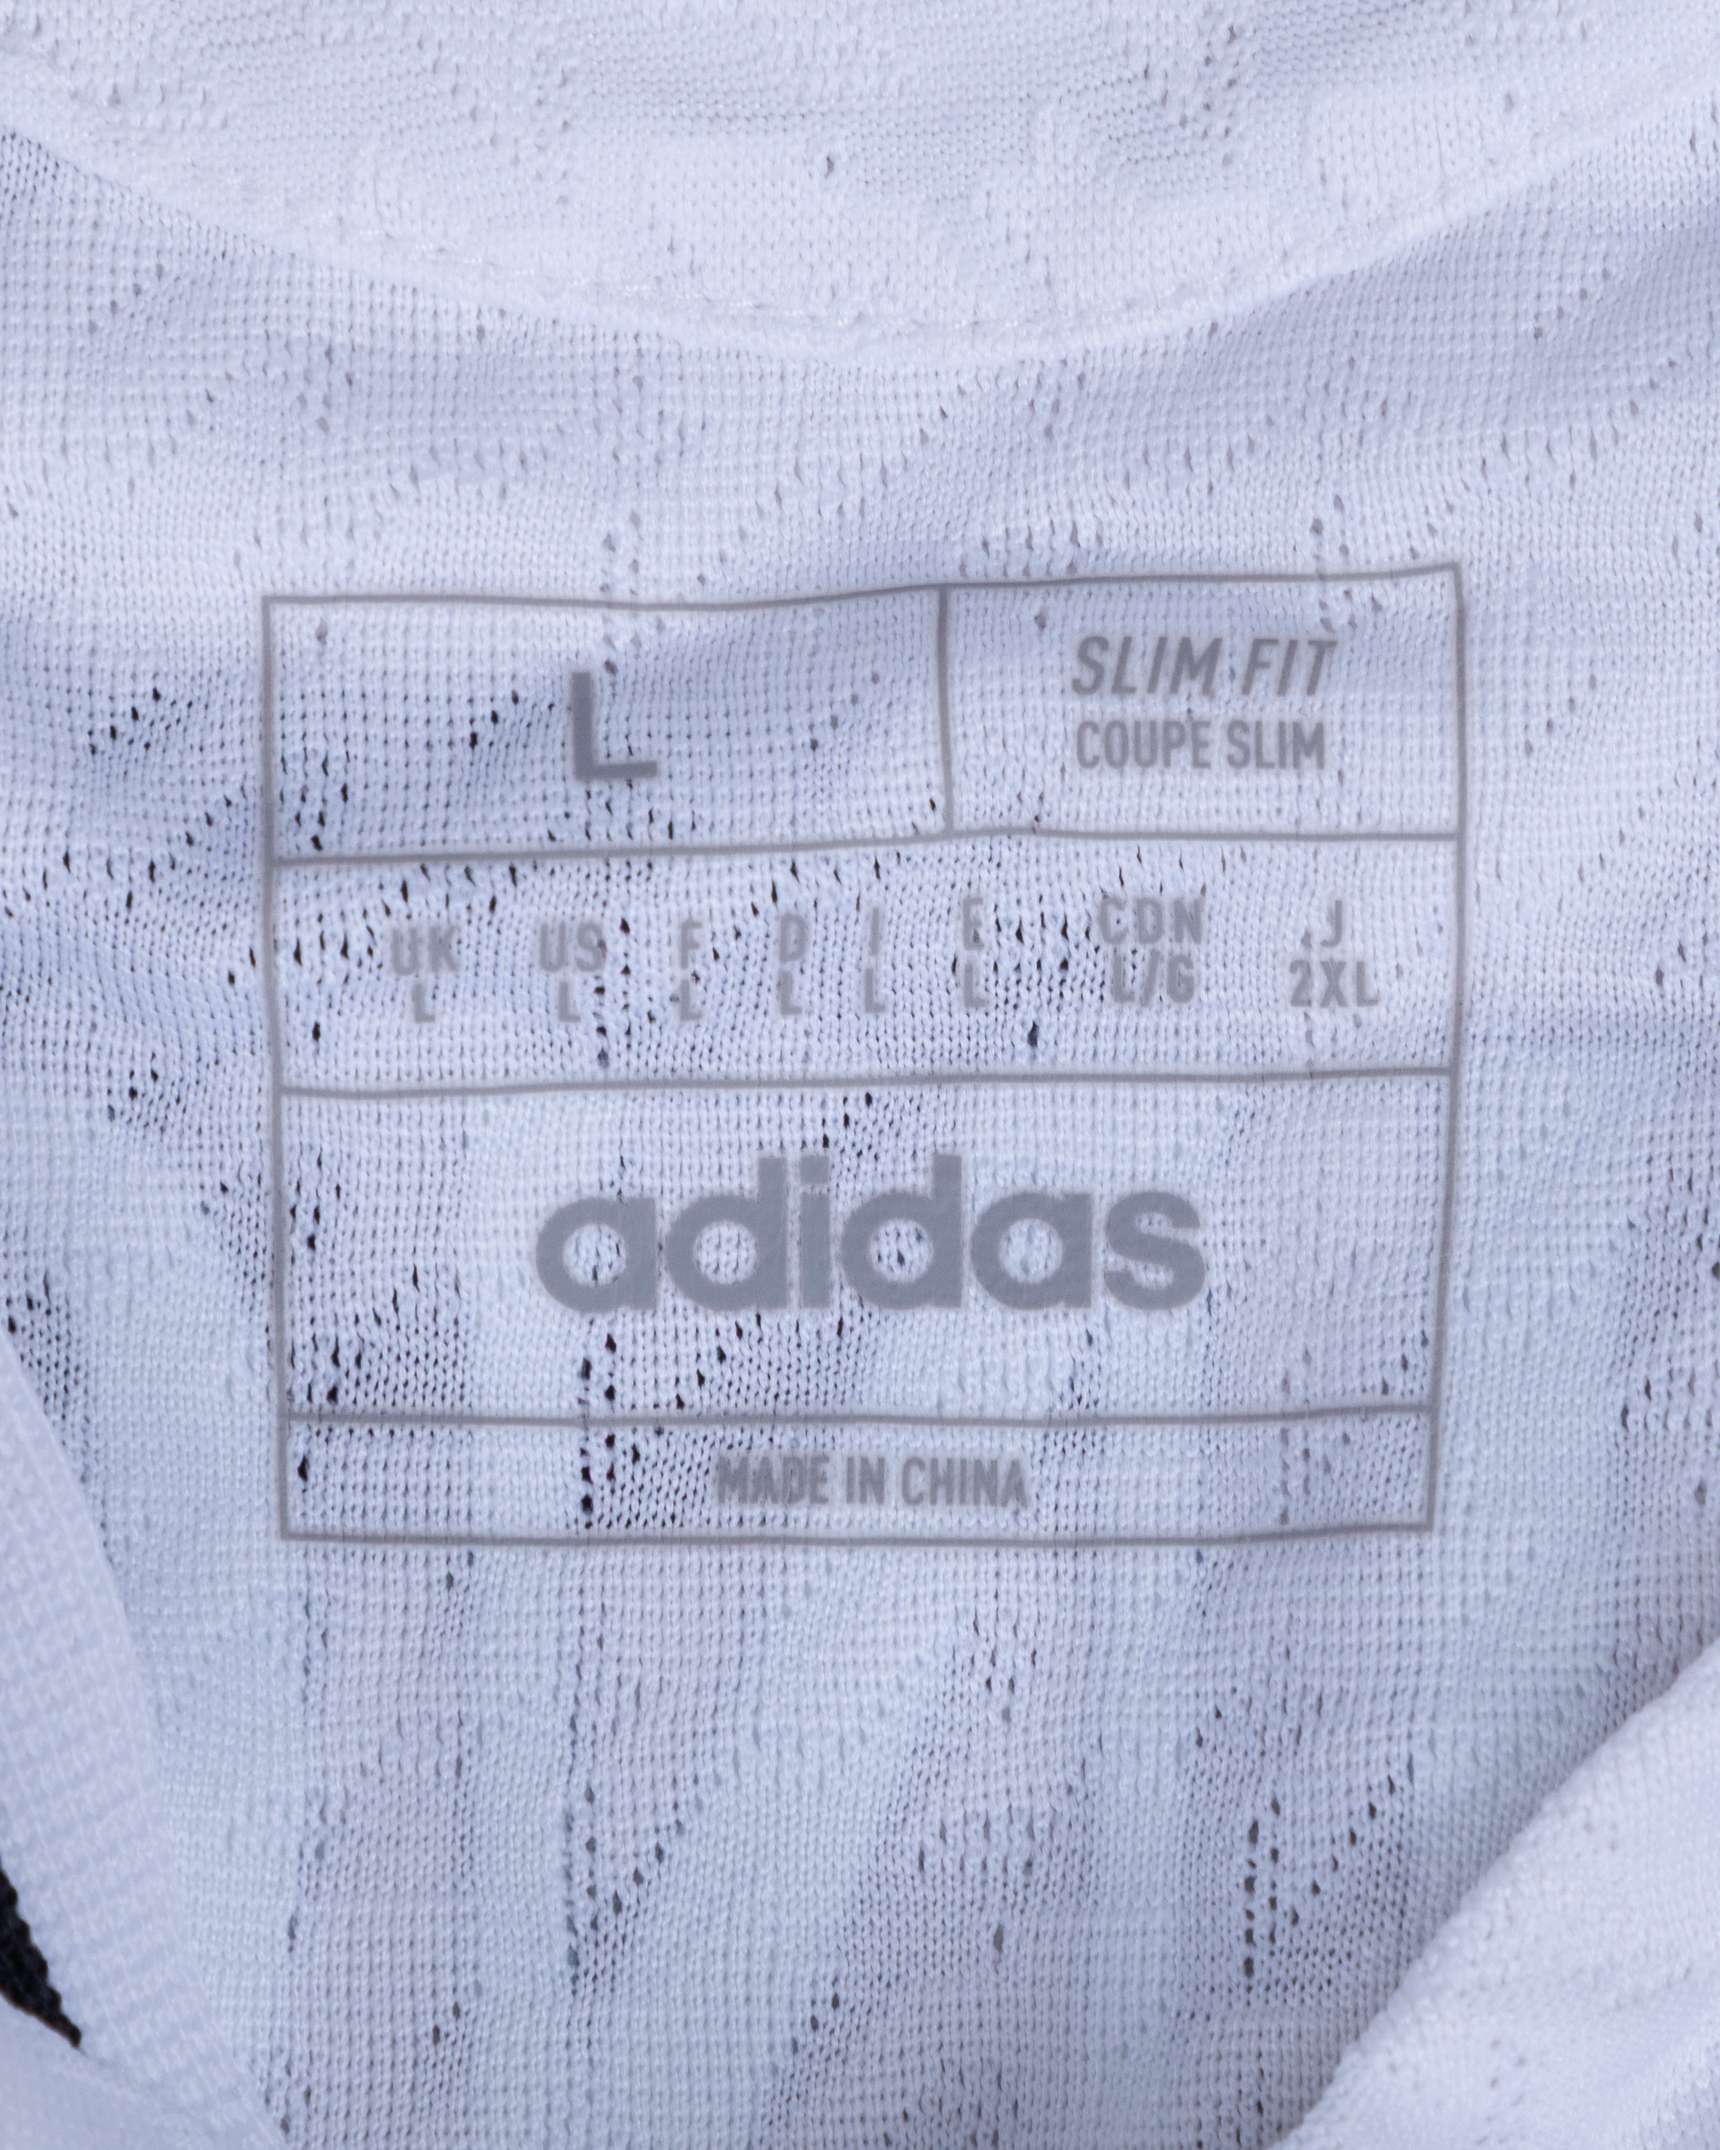 L
SLIM FIT
COUPE SLIM
UK US F D I E CDN J
L L L L L L L/G 2XL
adidas
MADE IN CHINA